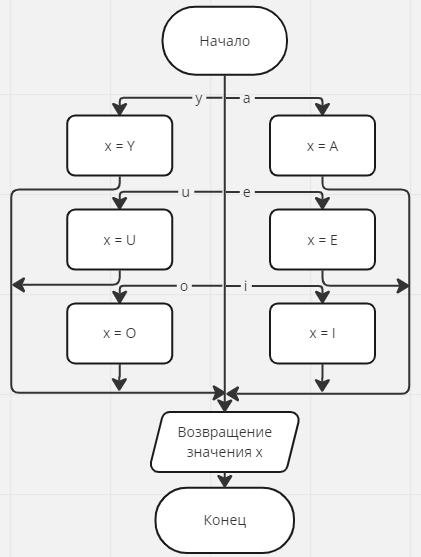 Начало
y
a
x = Y
x = A
u
e
x = U
x = E
o
i
x = O
x = I
Возвращение
значения x
Конец